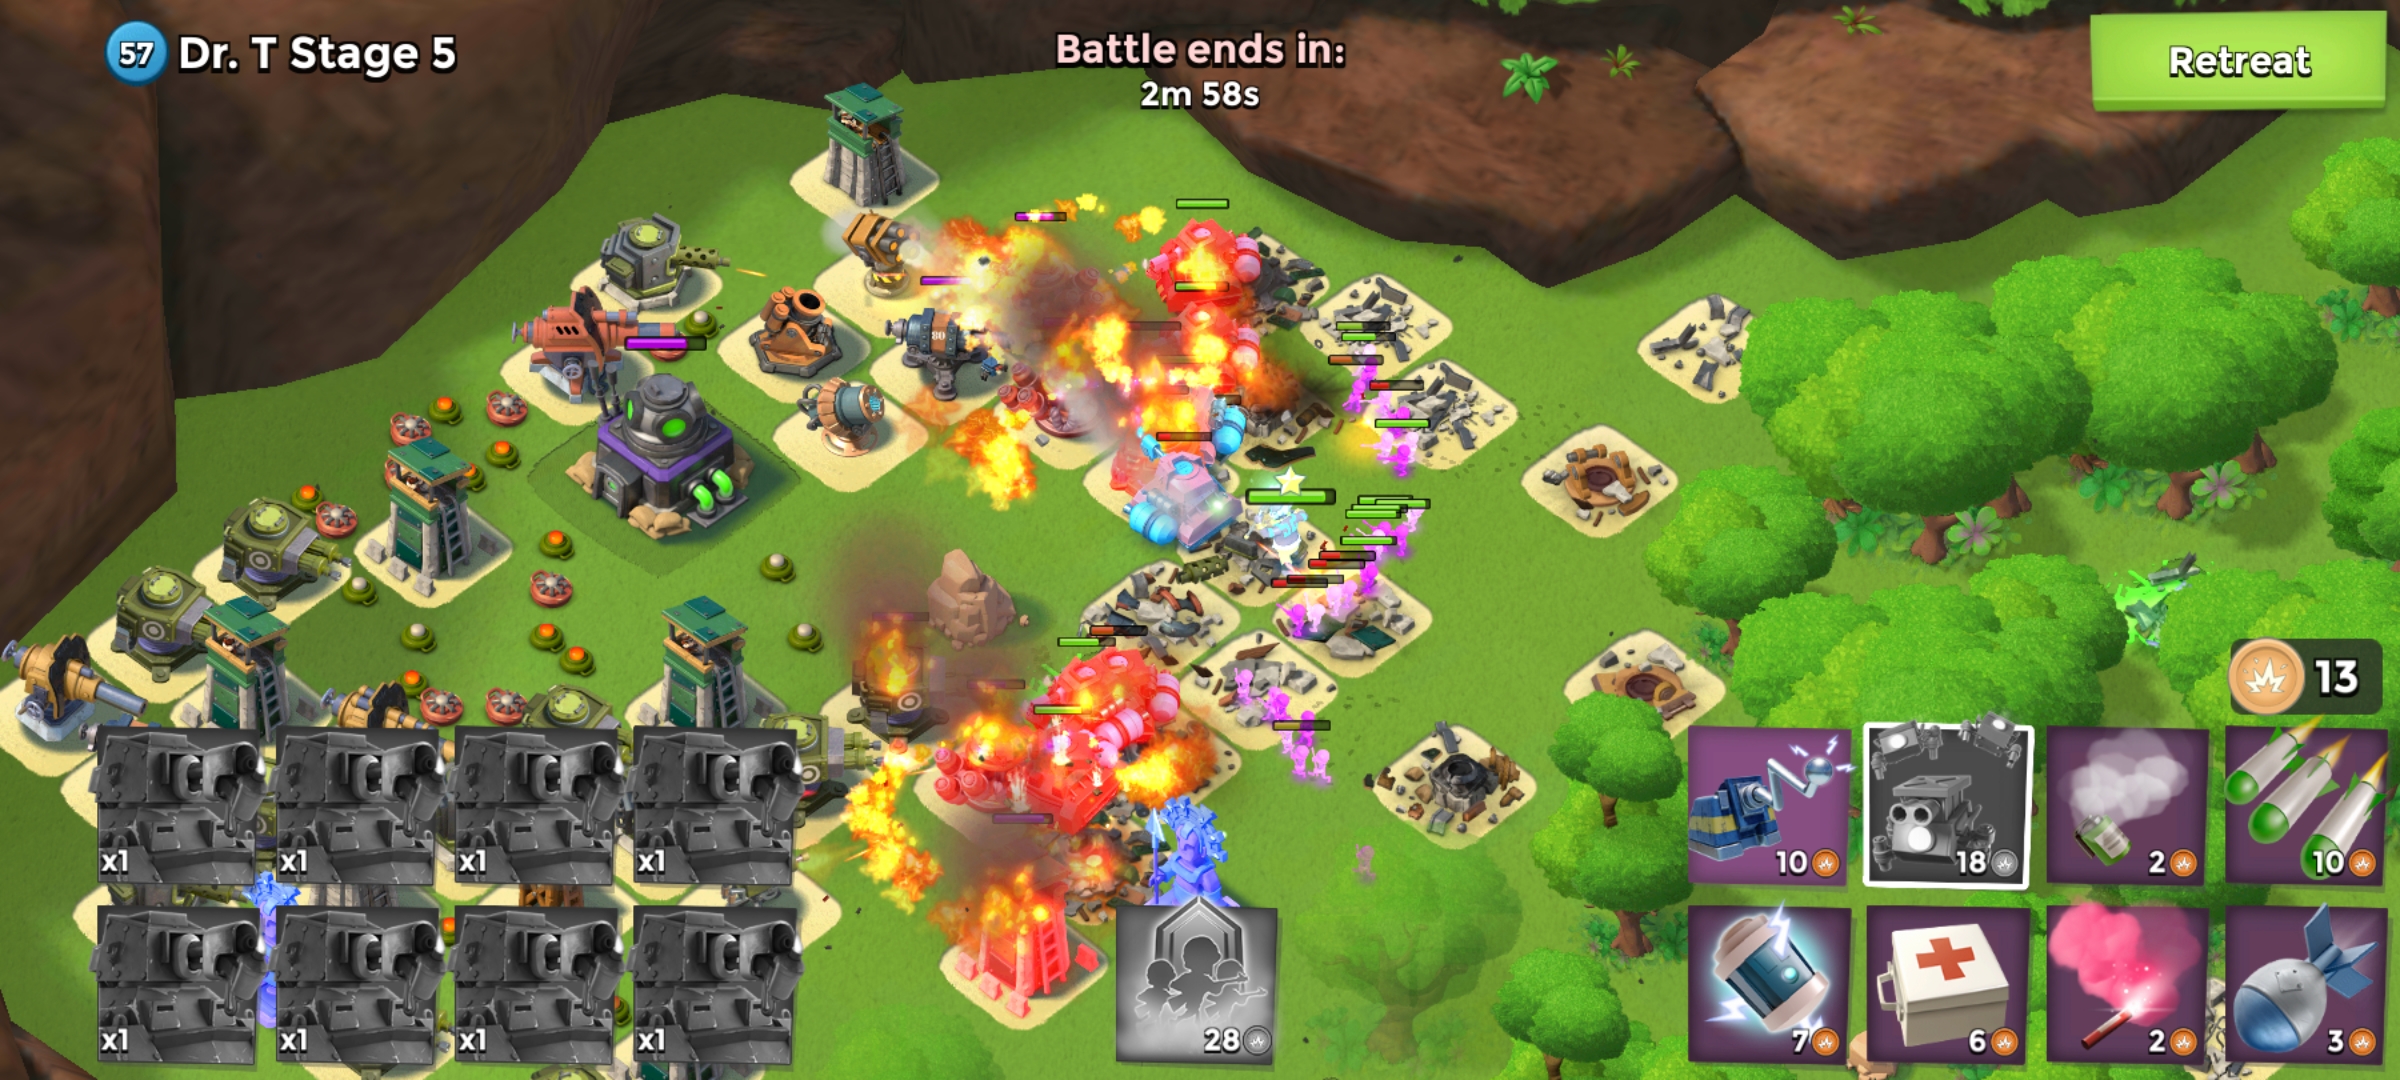 57 Dr. T Stage 5
Battle ends in:
2m 58s
Retreat
80
13
x1 x1 x1 x1
10 18 2 10
x1 x1 x1 x1
28
7 6 2 3